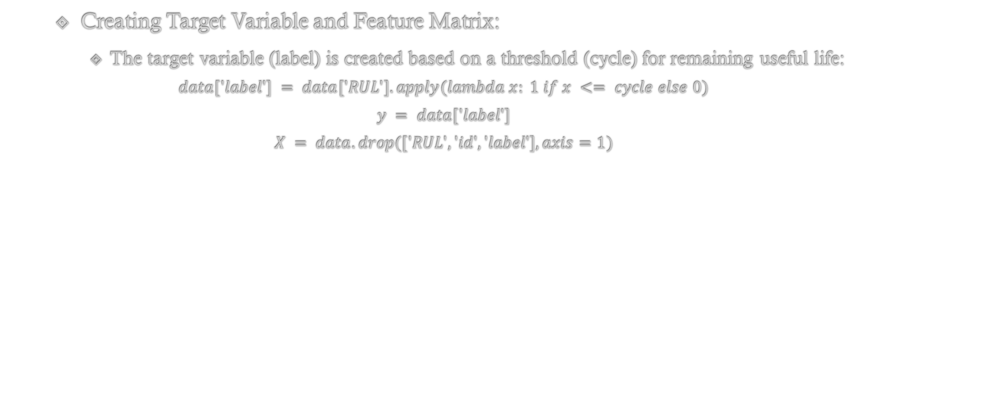 ❖ Creating Target Variable and Feature Matrix:
❖ The target variable (label) is created based on a threshold (cycle) for remaining useful life:
data['label'] = data['RUL'].apply(lambda x: 1 if x <= cycle else 0)
y = data['label']
X = data.drop(['RUL','id','label'],axis = 1)